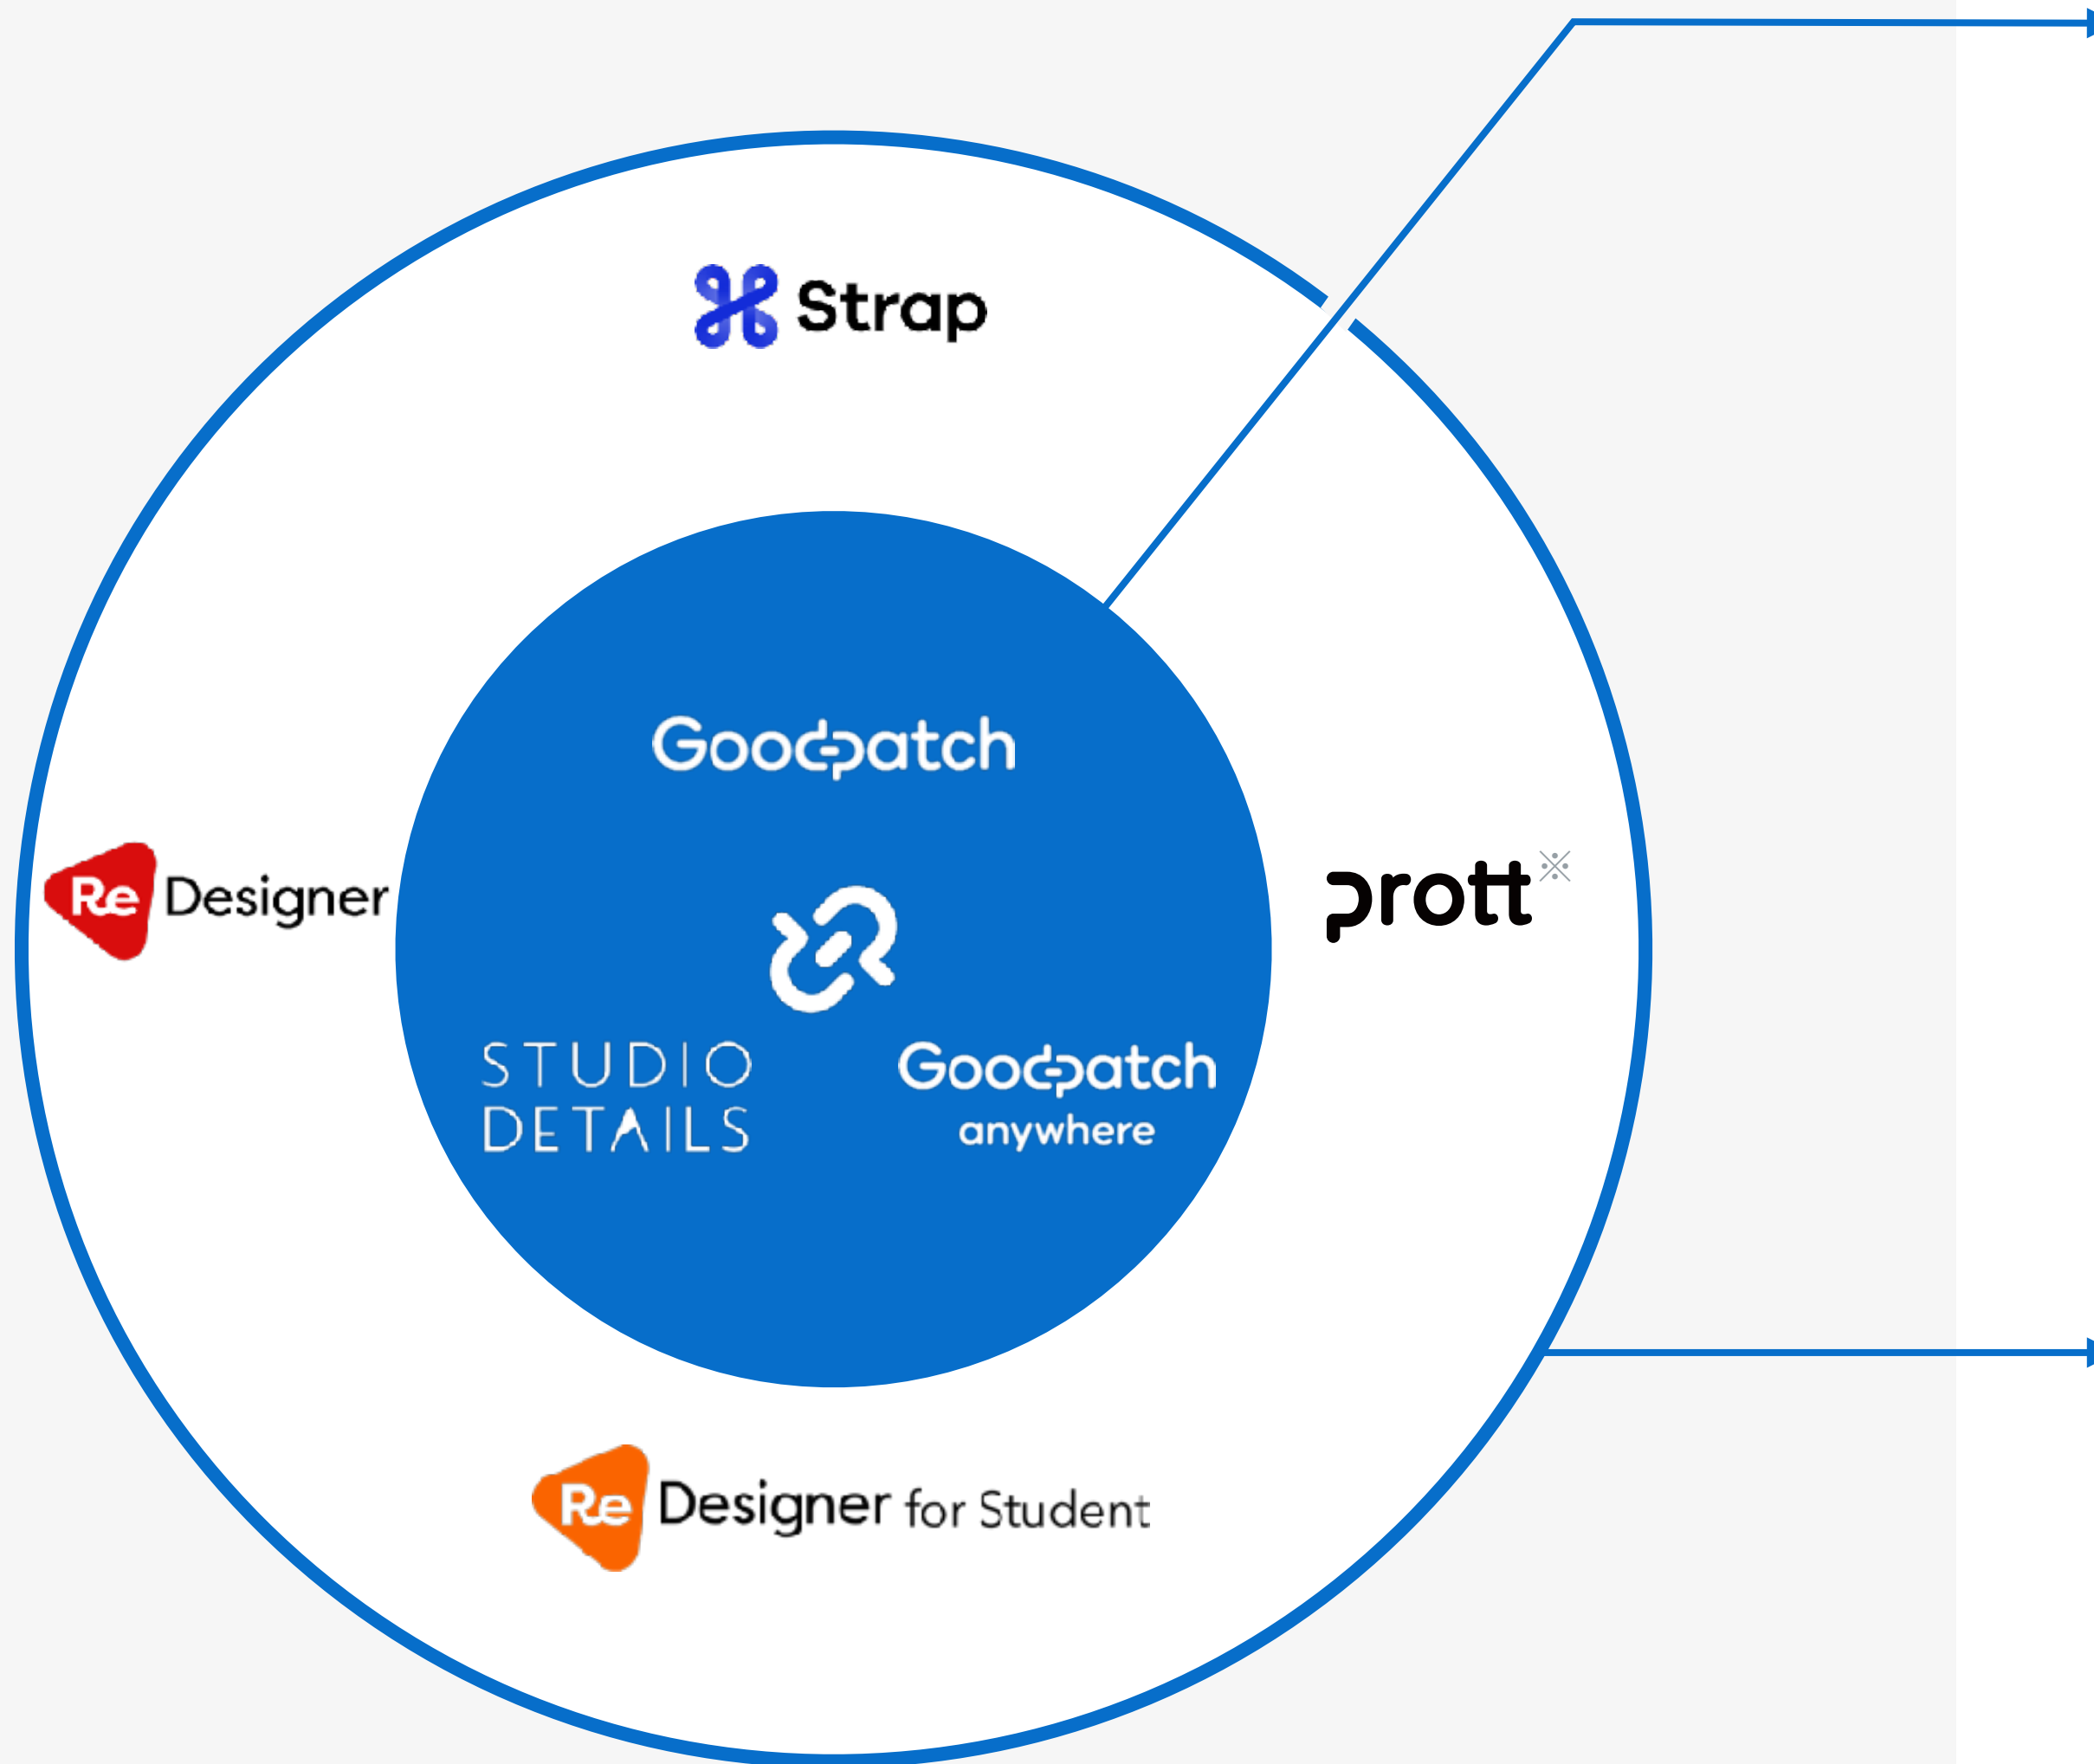 Strap
Goodpatch
Re Designer
prott※
STUDIO
DETAILS
Goodpatch
anywhere
Re Designer for Student